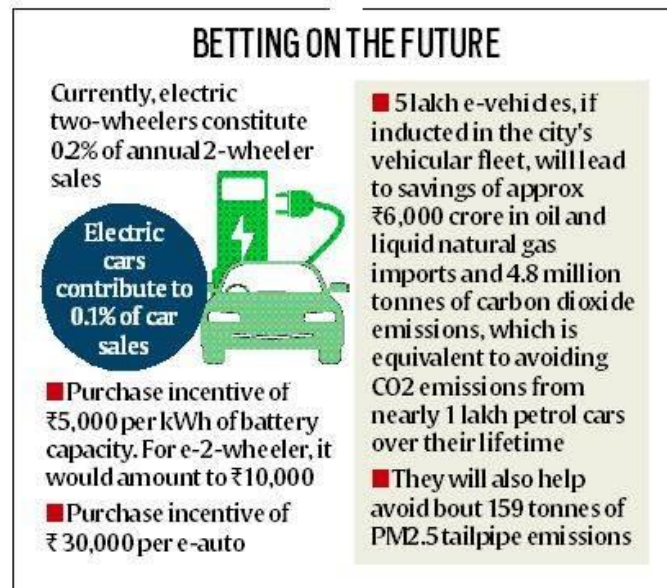 BETTING ON THE FUTURE
Currently, electric
two-wheelers constitute
0.2% of annual 2-wheeler
sales
Electric
cars
contribute to
0.1% of car
sales
■ Purchase incentive of
₹5,000 per kWh of battery
capacity. For e-2-wheeler, it
would amount to ₹10,000
■ Purchase incentive of
₹ 30,000 per e-auto
■ 5 lakh e-vehicles, if
inducted in the city's
vehicular fleet, will lead
to savings of approx
₹6,000 crore in oil and
liquid natural gas
imports and 4.8 million
tonnes of carbon dioxide
emissions, which is
equivalent to avoiding
CO2 emissions from
nearly 1 lakh petrol cars
over their lifetime
■ They will also help
avoid bout 159 tonnes of
PM2.5 tailpipe emissions